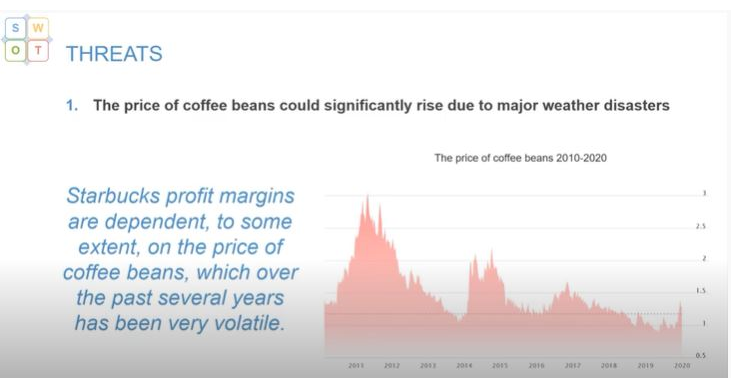 S W
O T
THREATS
1. The price of coffee beans could significantly rise due to major weather disasters
The price of coffee beans 2010-2020
Starbucks profit margins
are dependent, to some
extent, on the price of
coffee beans, which over
the past several years
has been very volatile.
3
2.5
2
1.5
1
0.5
2011 2012 2013 2014 2015 2016 2017 2018 2019 2020